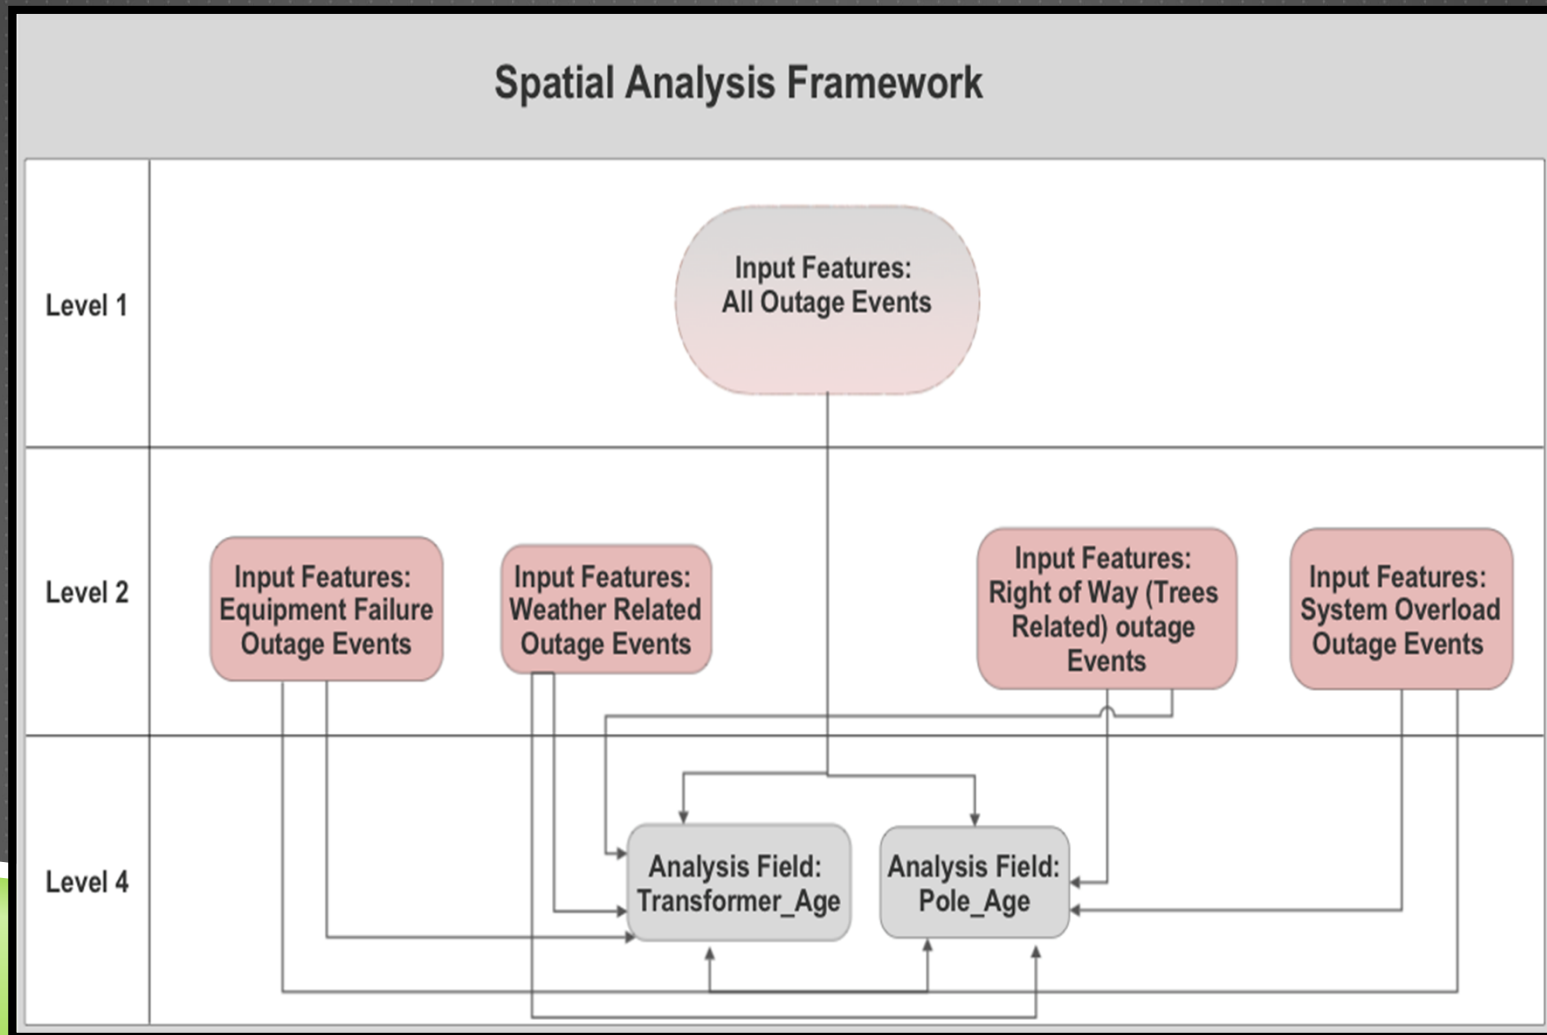 Spatial Analysis Framework
Level 1
Input Features:
All Outage Events
Level 2
Input Features:
Equipment Failure
Outage Events
Input Features:
Weather Related
Outage Events
Input Features:
Right of Way (Trees
Related) outage
Events
Input Features:
System Overload
Outage Events
Level 4
Analysis Field:
Transformer_Age
Analysis Field:
Pole_Age